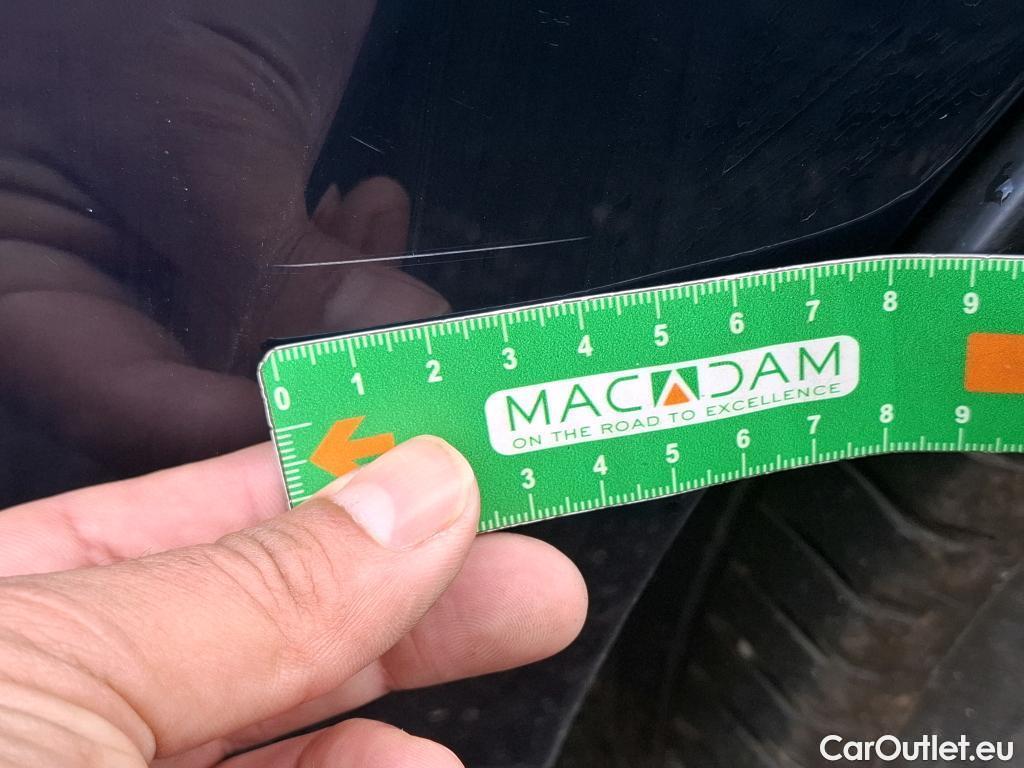 0 1 2 3 4 5 6 7 8 9
MACADAM
ON THE ROAD TO EXCELLENCE
3 4 5 6 7 8 9
CarOutlet.eu